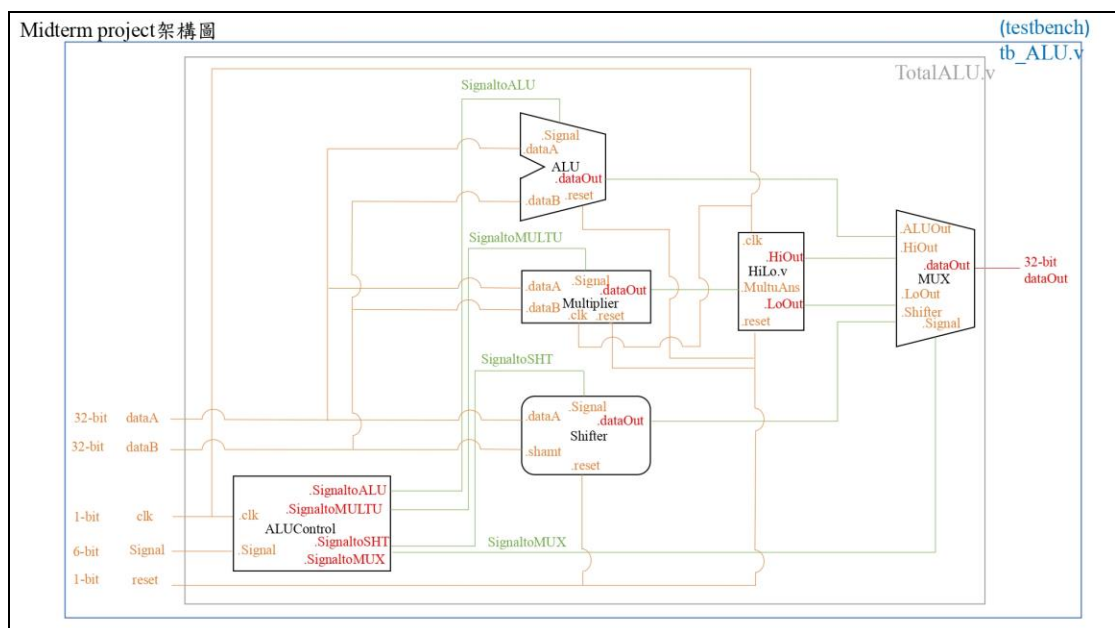 Midterm project架構圖
(testbench)
tb_ALU.v
TotalALU.v
SignaltoALU
.Signal
.dataA
ALU
.dataOut
.reset
.dataB
SignaltoMULTU
.Signal
.dataA
.dataOut
.dataB
Multiplier
.clk
.reset
.clk
.HiOut
HiLo.v
.MultuAns
.LoOut
.reset
.ALUOut
.HiOut
.dataOut
MUX
.LoOut
.Shifter
.Signal
32-bit
dataOut
SignaltoSHT
.Signal
.dataA
.dataOut
Shifter
.shamt
.reset
32-bit dataA
32-bit dataB
.SignaltoALU
.SignaltoMULTU
1-bit clk
.clk
ALUControl
.SignaltoSHT
6-bit Signal
.Signal
.SignaltoMUX
SignaltoMUX
1-bit reset